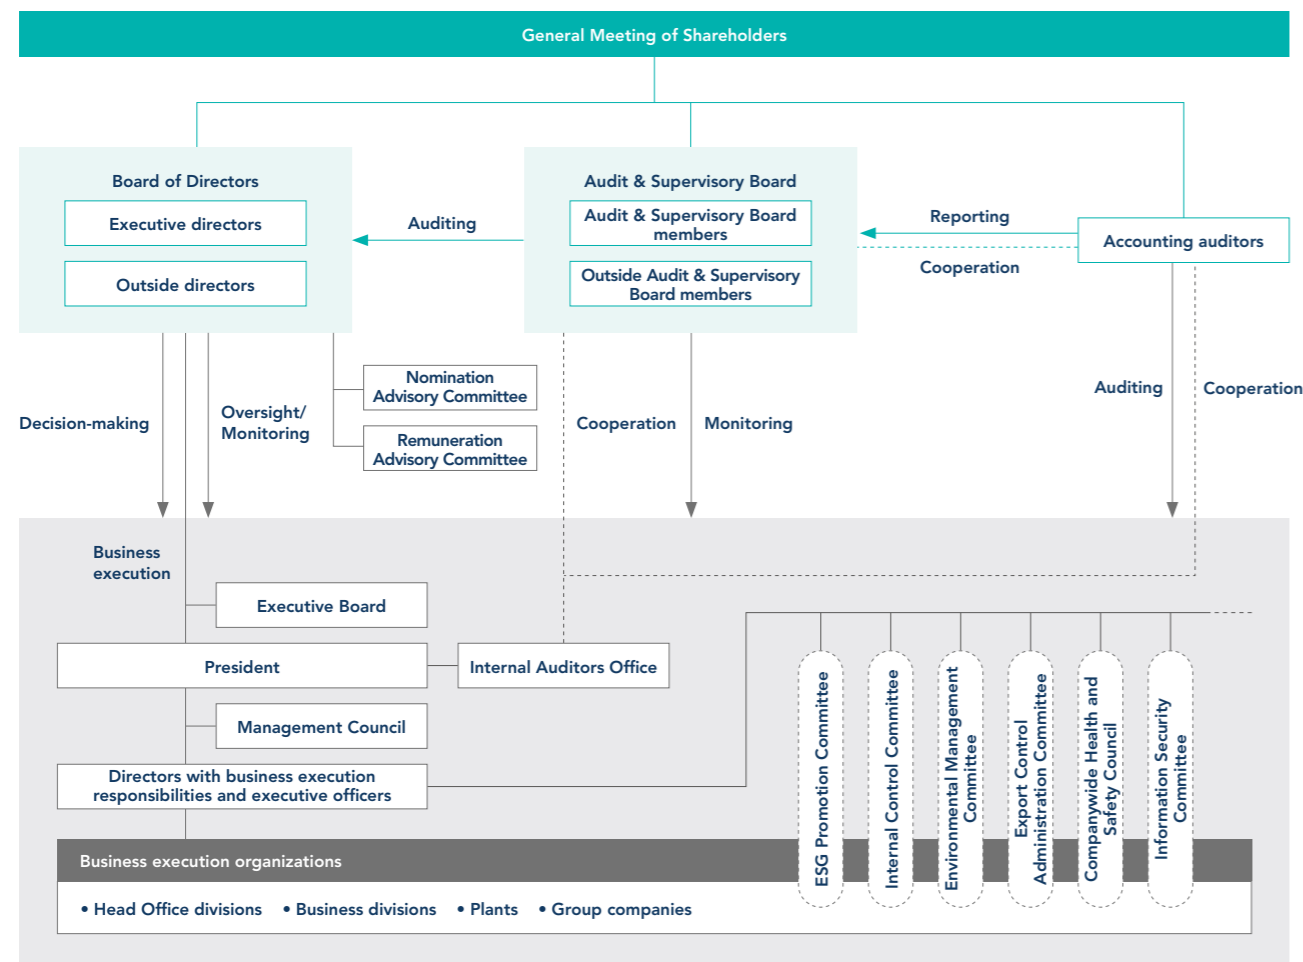 General Meeting of Shareholders
Board of Directors
Executive directors
Outside directors
Auditing
Audit & Supervisory Board
Audit & Supervisory Board
members
Outside Audit & Supervisory
Board members
Reporting
Cooperation
Accounting auditors
Decision-making
Oversight/
Monitoring
Nomination
Advisory Committee
Remuneration
Advisory Committee
Cooperation
Monitoring
Auditing
Cooperation
Business
execution
Executive Board
President
Internal Auditors Office
Management Council
Directors with business execution
responsibilities and executive officers
ESG Promotion Committee
Internal Control Committee
Environmental Management
Committee
Export Control
Administration Committee
Companywide Health and
Safety Council
Information Security
Committee
Business execution organizations
• Head Office divisions • Business divisions • Plants • Group companies